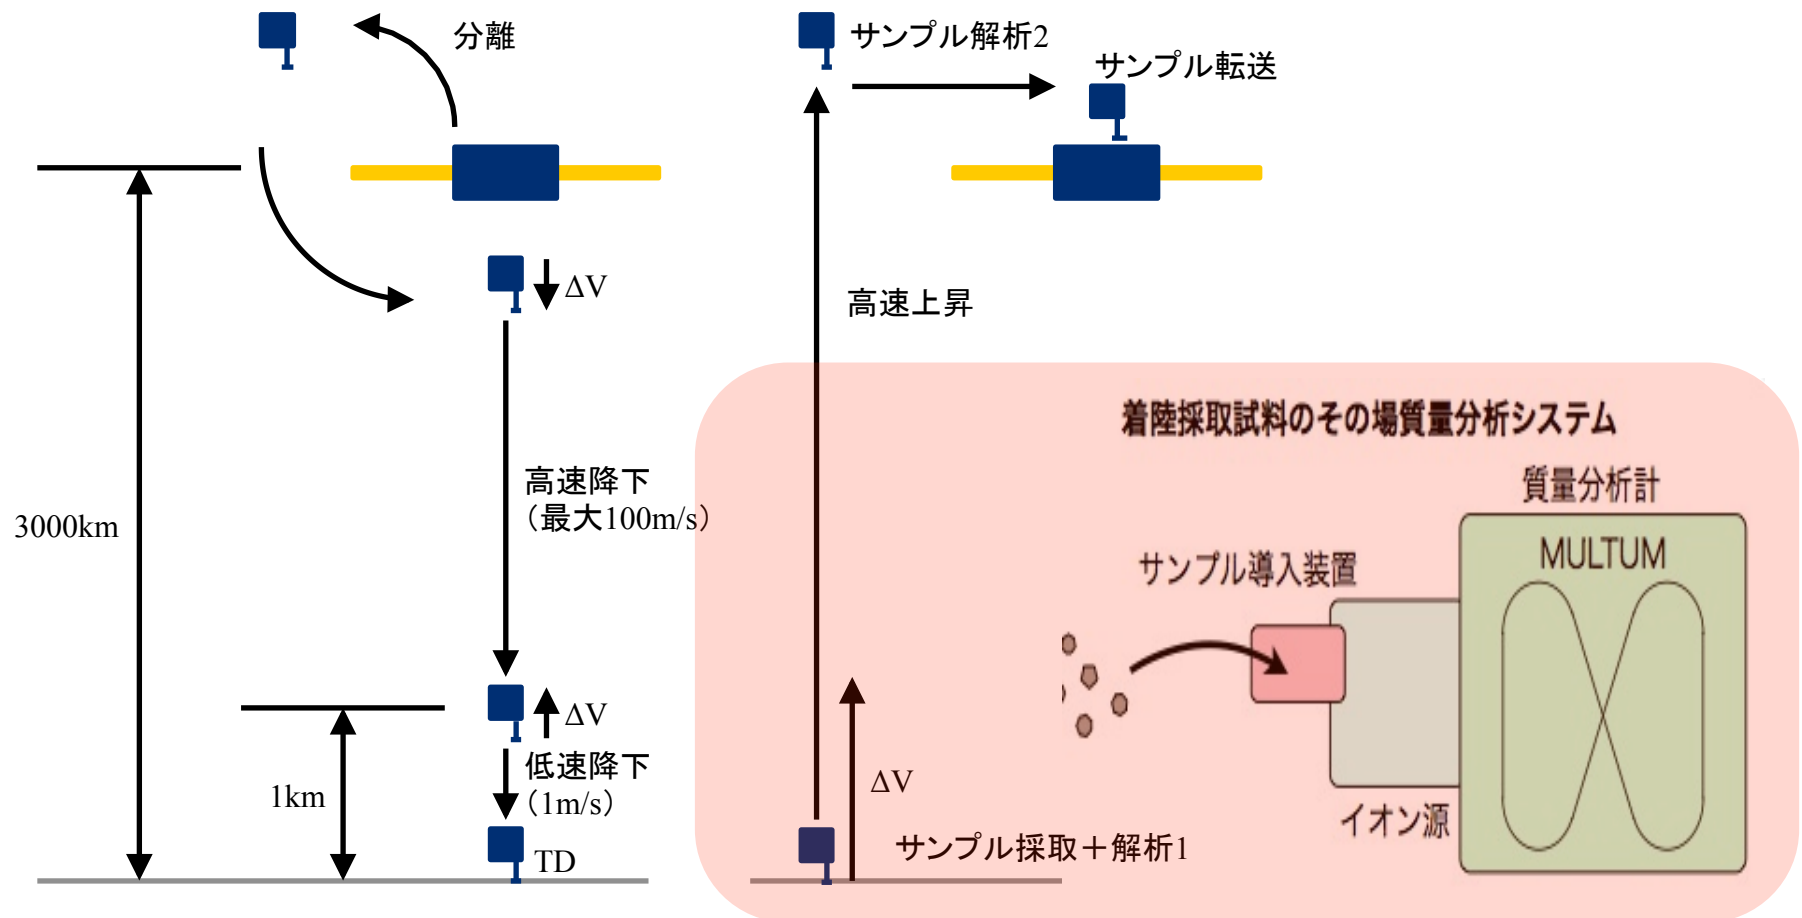 分離
サンプル解析2
サンプル転送
ΔV
高速上昇
高速降下
（最大100m/s）
3000km
ΔV
低速降下
（1m/s）
1km
TD
ΔV
サンプル採取＋解析1
着陸採取試料のその場質量分析システム
質量分析計
MULTUM
サンプル導入装置
イオン源